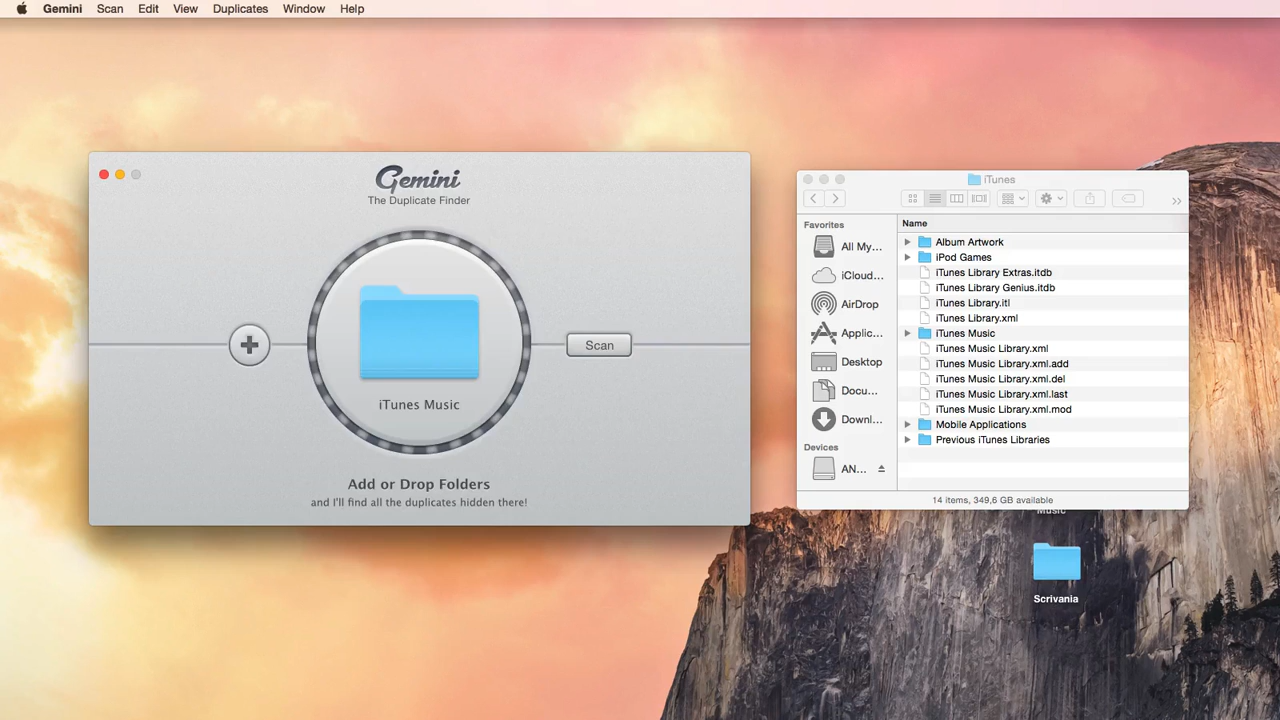 Gemini Scan Edit View Duplicates Window Help
Gemini
The Duplicate Finder
Scan
iTunes Music
Add or Drop Folders
and I'll find all the duplicates hidden there!
iTunes
Favorites
All My...
iCloud...
AirDrop
Applic...
Desktop
Docu...
Downl...
Devices
AN...
Name
Album Artwork
iPod Games
iTunes Library Extras.itdb
iTunes Library Genius.itdb
iTunes Library.itl
iTunes Library.xml
iTunes Music
iTunes Music Library.xml
iTunes Music Library.xml.add
iTunes Music Library.xml.del
iTunes Music Library.xml.last
iTunes Music Library.xml.mod
Mobile Applications
Previous iTunes Libraries
14 items, 349,6 GB available
Music
Scrivania